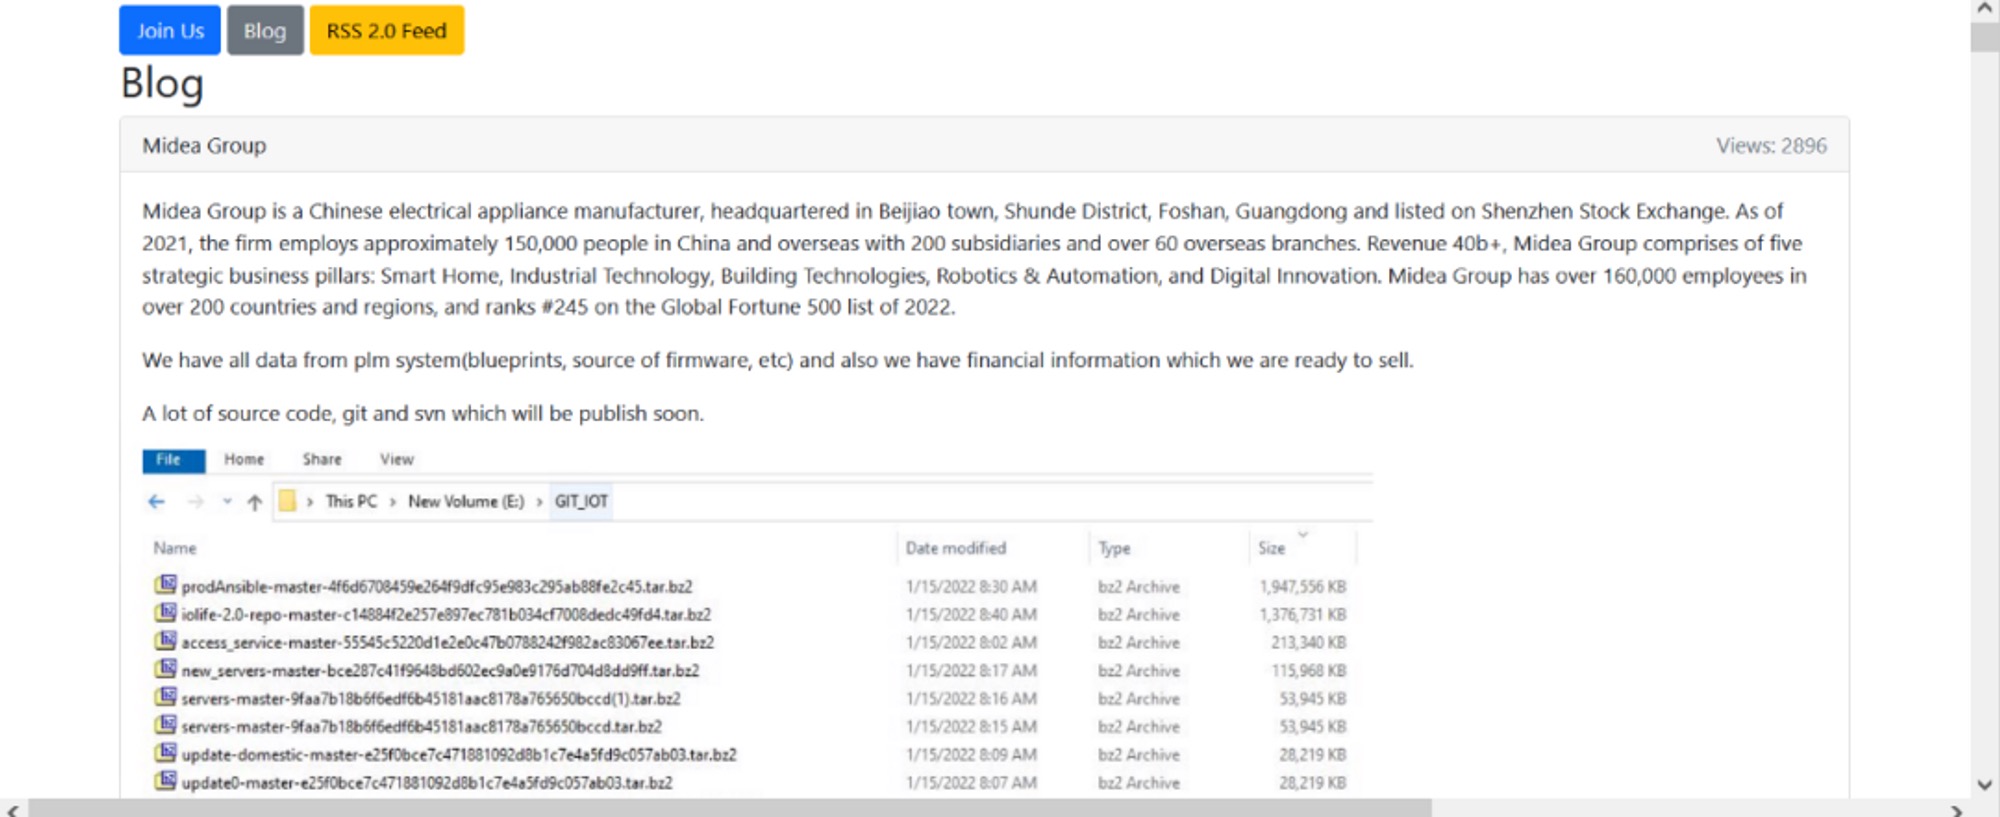 Join Us Blog RSS 2.0 Feed
Blog
Midea Group Views: 2896
Midea Group is a Chinese electrical appliance manufacturer, headquartered in Beijiao town, Shunde District, Foshan, Guangdong and listed on Shenzhen Stock Exchange. As of
2021, the firm employs approximately 150,000 people in China and overseas with 200 subsidiaries and over 60 overseas branches. Revenue 40b+, Midea Group comprises of five
strategic business pillars: Smart Home, Industrial Technology, Building Technologies, Robotics & Automation, and Digital Innovation. Midea Group has over 160,000 employees in
over 200 countries and regions, and ranks #245 on the Global Fortune 500 list of 2022.
We have all data from plm system(blueprints, source of firmware, etc) and also we have financial information which we are ready to sell.
A lot of source code, git and svn which will be publish soon.
File Home Share View
This PC New Volume (E:) GIT_IOT
Name Date modified Type Size
prodAnsible-master-4f6d6708459e264f9dfc95e983c295ab88fe2c45.tar.bz2 1/15/2022 8:30 AM bz2 Archive 1,947,556 KB
iolife-2.0-repo-master-c14884f2e257e897ec781b034cf7008dedc49fd4.tar.bz2 1/15/2022 8:40 AM bz2 Archive 1,376,731 KB
access_service-master-55545c5220d1e2e0c47b0788242f982ac83067ee.tar.bz2 1/15/2022 8:02 AM bz2 Archive 213,340 KB
new_servers-master-bce287c41f9648bd602ec9a0e9176d704d8dd9ff.tar.bz2 1/15/2022 8:17 AM bz2 Archive 115,968 KB
servers-master-9faa7b18b6f6edf6b45181aac8178a765650bccd(1).tar.bz2 1/15/2022 8:16 AM bz2 Archive 53,945 KB
servers-master-9faa7b18b6f6edf6b45181aac8178a765650bccd.tar.bz2 1/15/2022 8:15 AM bz2 Archive 53,945 KB
update-domestic-master-e25f0bce7c471881092d8b1c7e4a5fd9c057ab03.tar.bz2 1/15/2022 8:09 AM bz2 Archive 28,219 KB
update0-master-e25f0bce7c471881092d8b1c7e4a5fd9c057ab03.tar.bz2 1/15/2022 8:07 AM bz2 Archive 28,219 KB